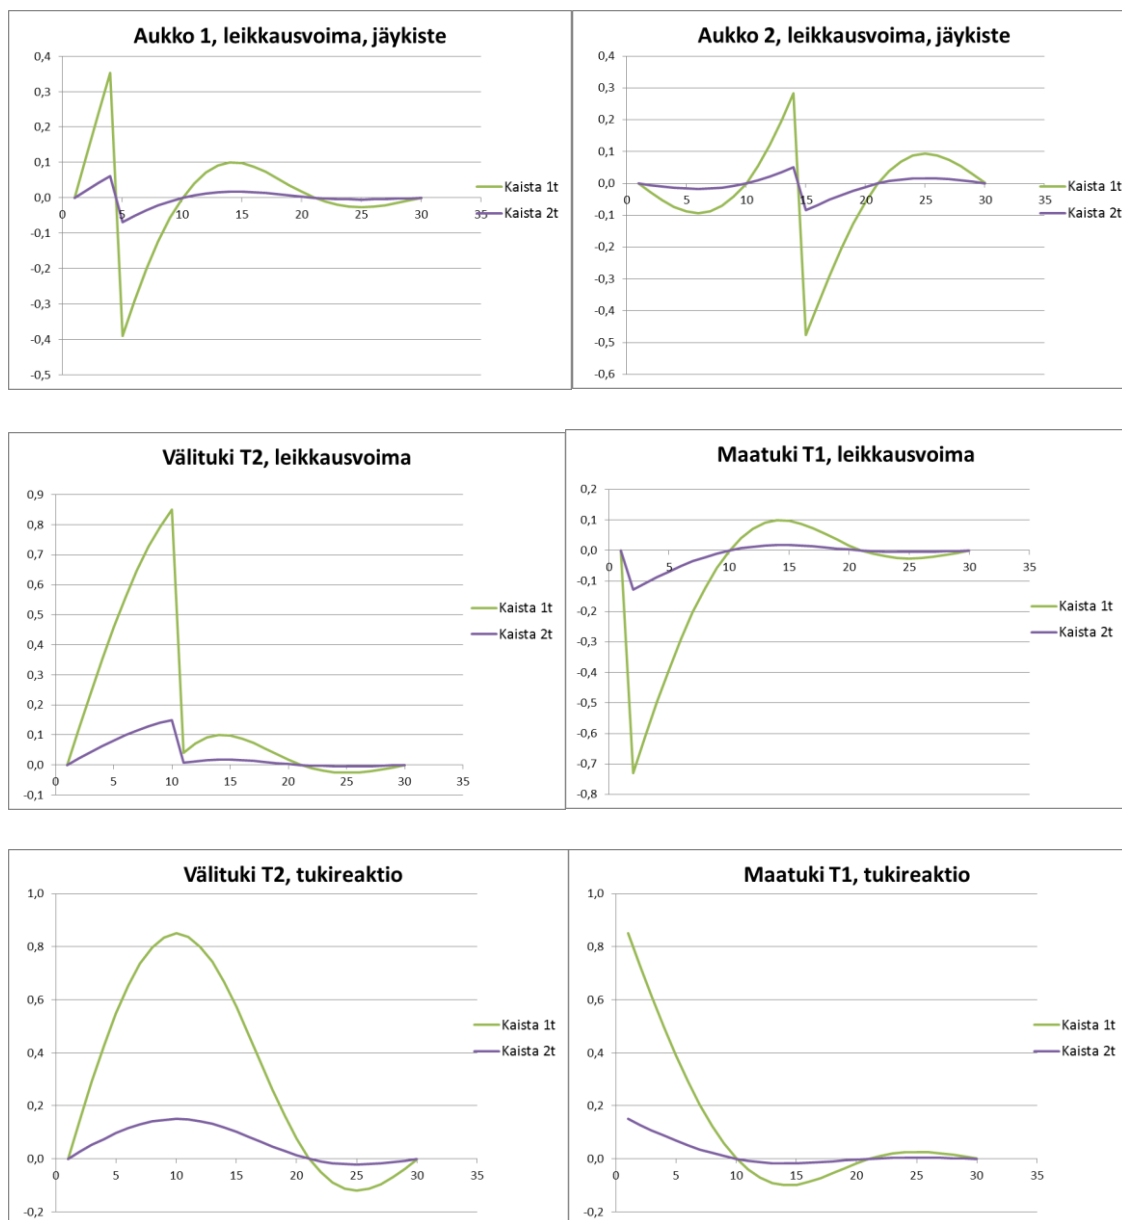 Aukko 1, leikkausvoima, jäykiste
0,4
0,3
0,2
0,1
0,0
-0,1
-0,2
-0,3
-0,4
-0,5
0 5 10 15 20 25 30 35
Kaista 1t
Kaista 2t
Aukko 2, leikkausvoima, jäykiste
0,4
0,3
0,2
0,1
0,0
-0,1
-0,2
-0,3
-0,4
-0,5
-0,6
0 5 10 15 20 25 30 35
Kaista 1t
Kaista 2t
Välituki T2, leikkausvoima
0,9
0,8
0,7
0,6
0,5
0,4
0,3
0,2
0,1
0,0
-0,1
0 5 10 15 20 25 30 35
Kaista 1t
Kaista 2t
Maatuki T1, leikkausvoima
0,2
0,1
0,0
-0,1
-0,2
-0,3
-0,4
-0,5
-0,6
-0,7
-0,8
0 5 10 15 20 25 30 35
Kaista 1t
Kaista 2t
Välituki T2, tukireaktio
1,0
0,8
0,6
0,4
0,2
0,0
-0,2
0 5 10 15 20 25 30 35
Kaista 1t
Kaista 2t
Maatuki T1, tukireaktio
1,0
0,8
0,6
0,4
0,2
0,0
-0,2
0 5 10 15 20 25 30 35
Kaista 1t
Kaista 2t